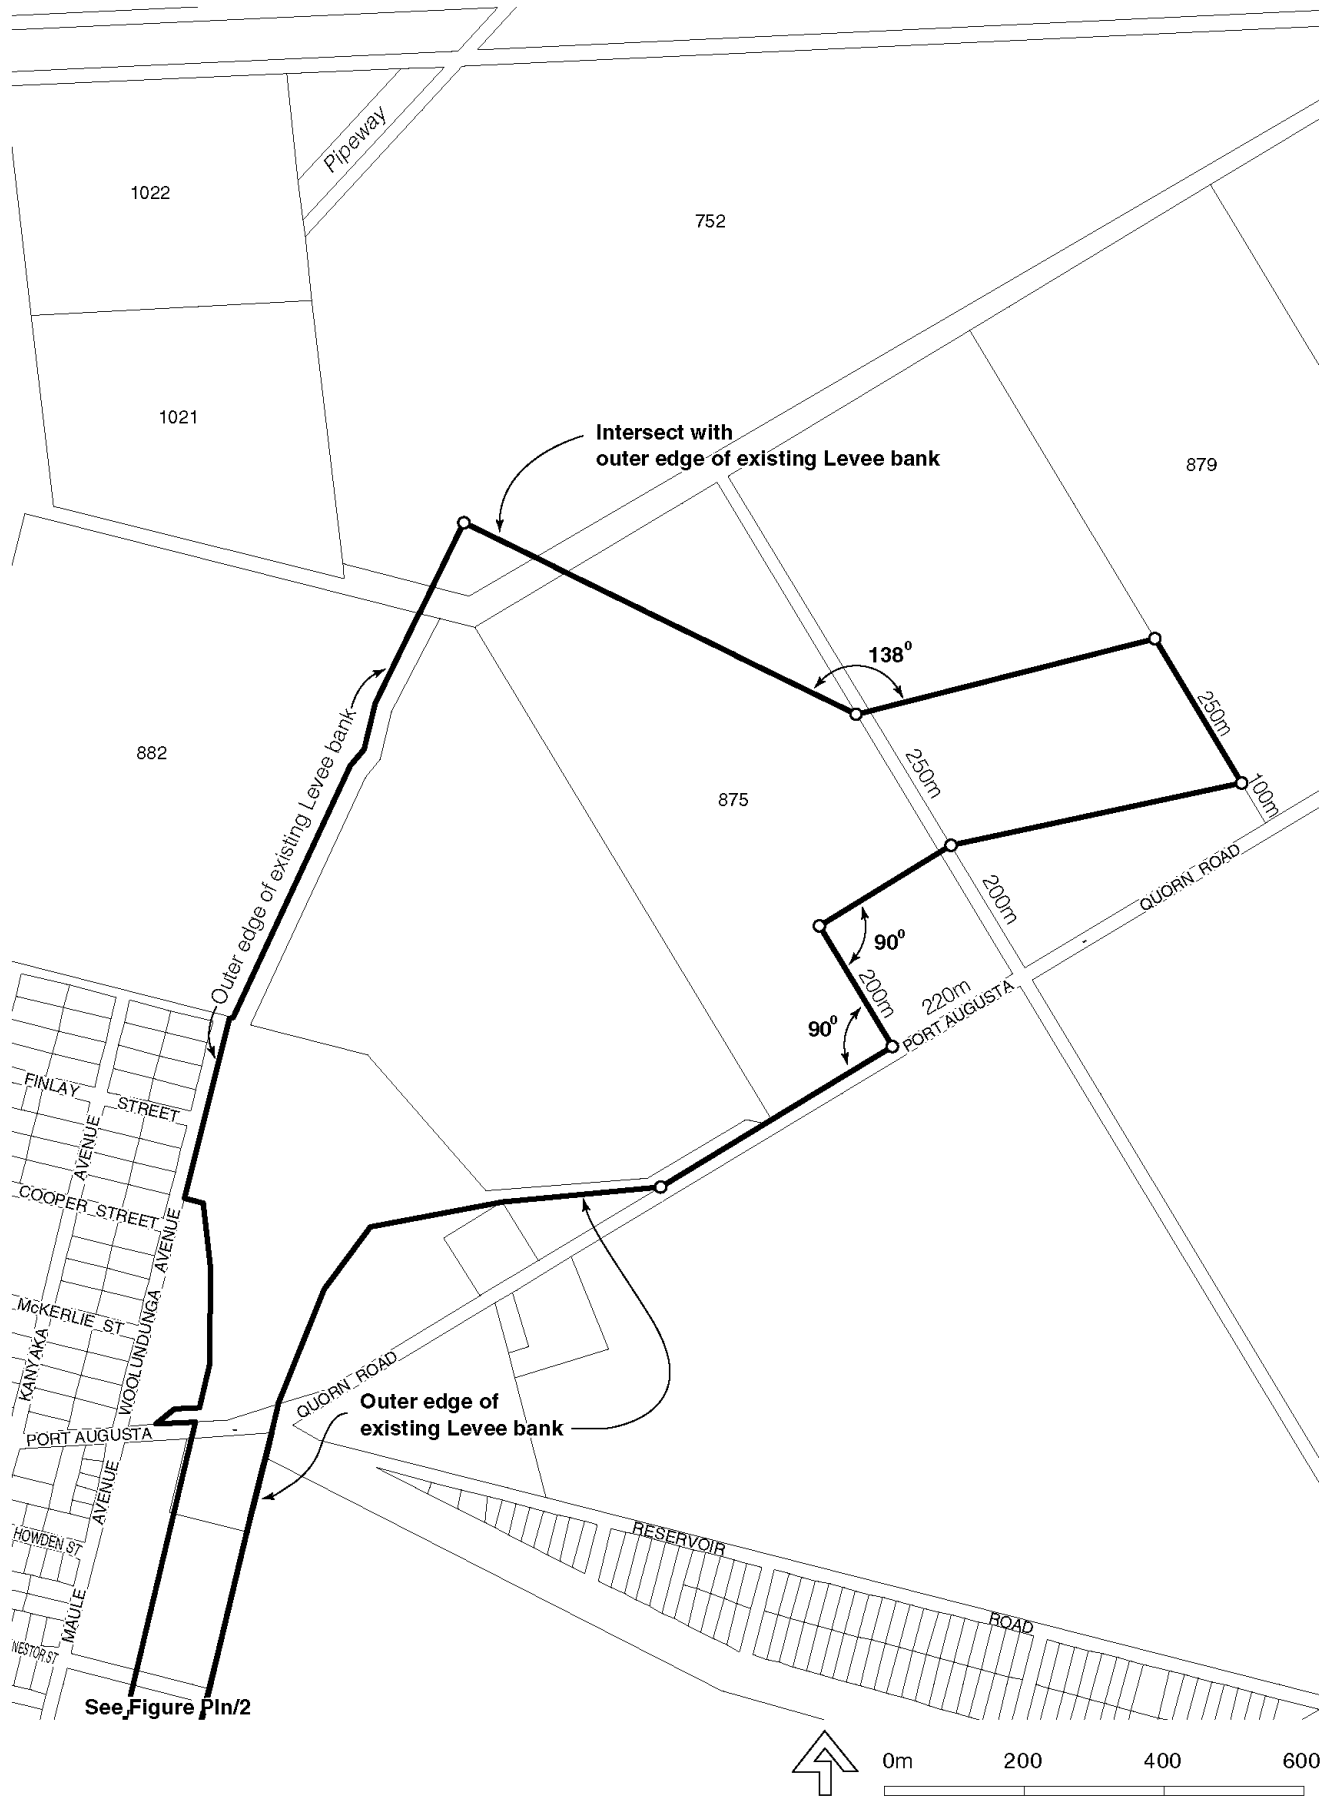 Pipeway
1022
752
1021
Intersect with
outer edge of existing Levee bank
879
138⁰
250m
882
Outer edge of existing Levee bank
250m
100m
875
QUORN ROAD
200m
90⁰
200m
220m
90⁰
PORT AUGUSTA
FINLAY
STREET
AVENUE
COOPER STREET
AVENUE
McKERLIE ST
WOOLUNDUNGA
KANYAKA
QUORN ROAD
Outer edge of
existing Levee bank
PORT AUGUSTA
AVENUE
HOWDEN ST
RESERVOIR
MAULE
ROAD
NESTOR ST
See Figure Pln/2
0m 200 400 600